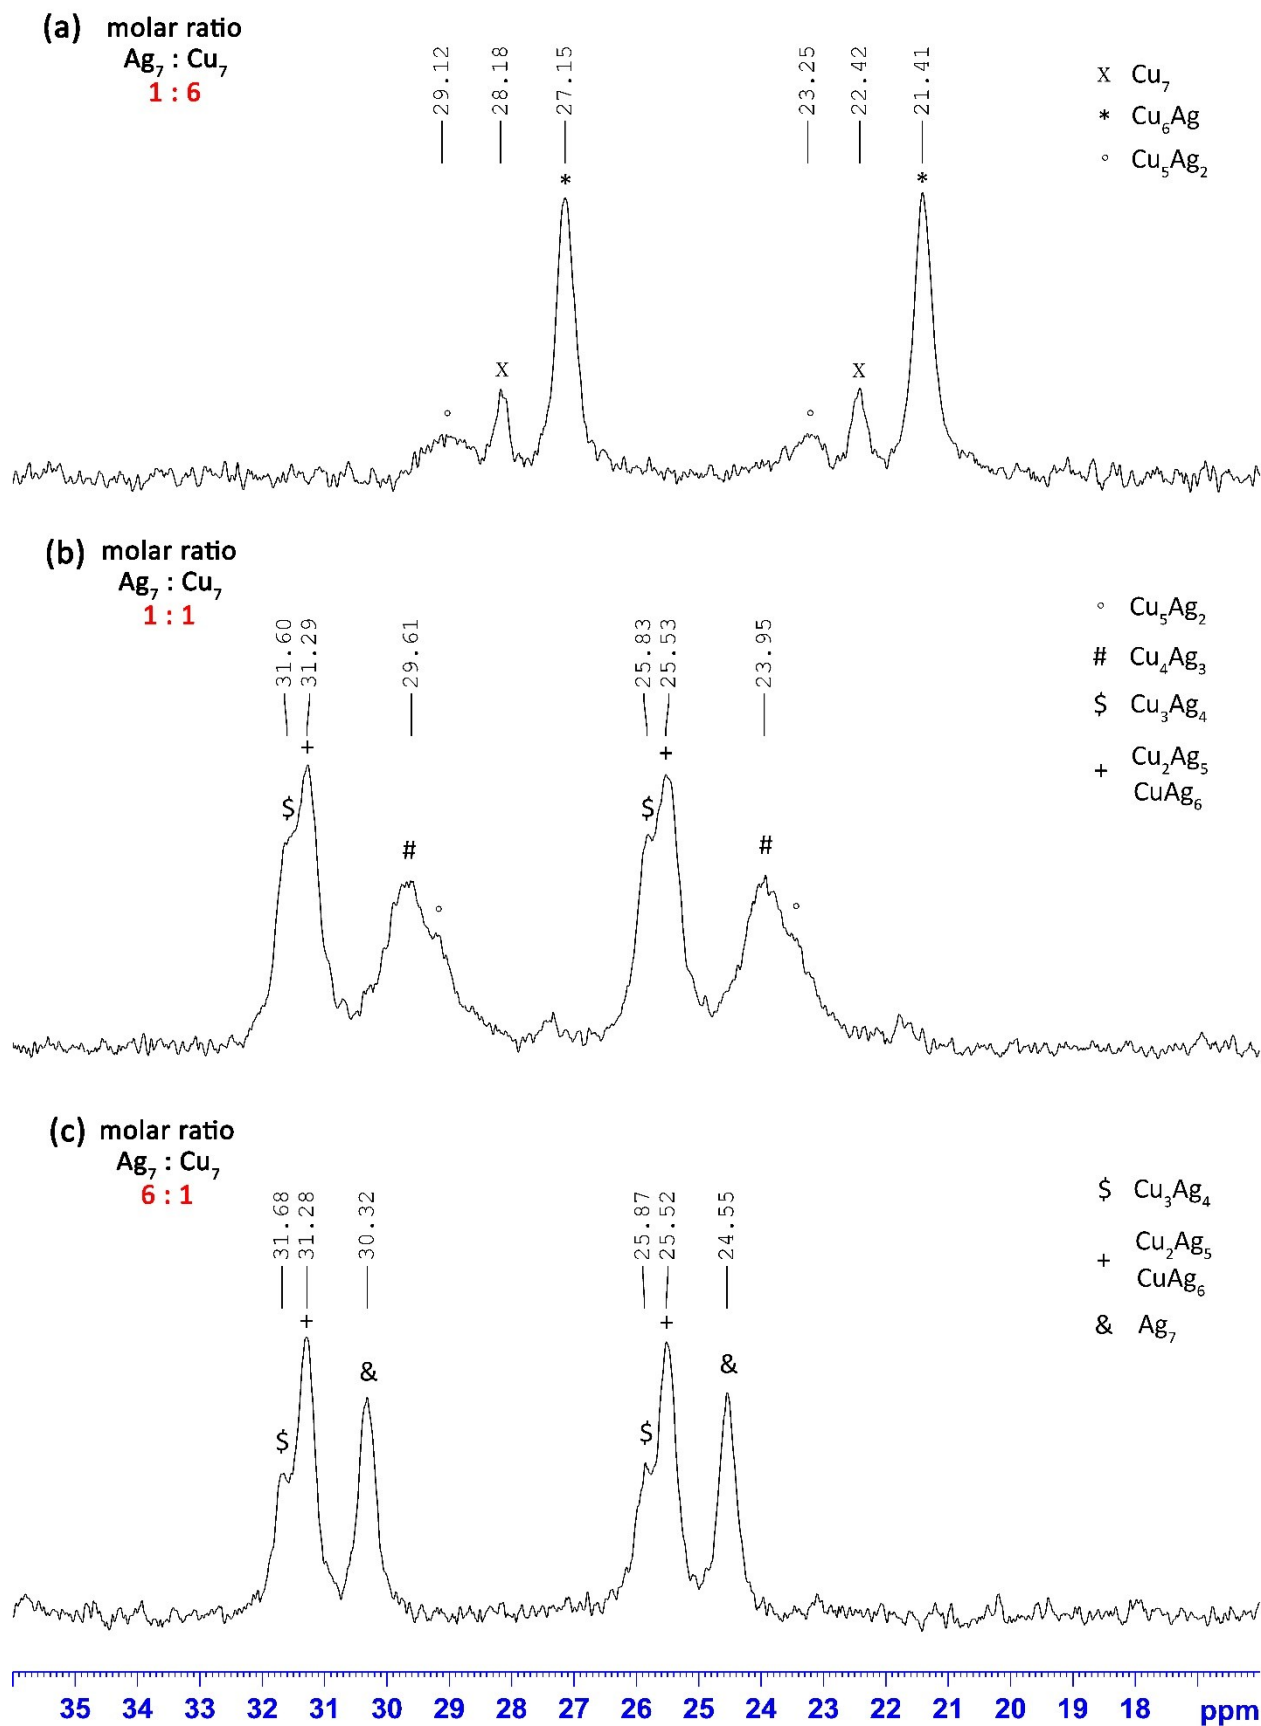 (a) molar ratio
Ag₇ : Cu₇
1 : 6
29.12
28.18
27.15
23.25
22.42
21.41
x Cu₇
* Cu₆Ag
° Cu₅Ag₂
*
*
x
x
°
°
(b) molar ratio
Ag₇ : Cu₇
1 : 1
31.60
31.29
29.61
25.83
25.53
23.95
° Cu₅Ag₂
# Cu₄Ag₃
$ Cu₃Ag₄
+ Cu₂Ag₅
CuAg₆
+
+
$
$
#
#
°
°
(c) molar ratio
Ag₇ : Cu₇
6 : 1
31.68
31.28
30.32
25.87
25.52
24.55
$ Cu₃Ag₄
+ Cu₂Ag₅
CuAg₆
& Ag₇
+
+
&
&
$
$
35 34 33 32 31 30 29 28 27 26 25 24 23 22 21 20 19 18 ppm